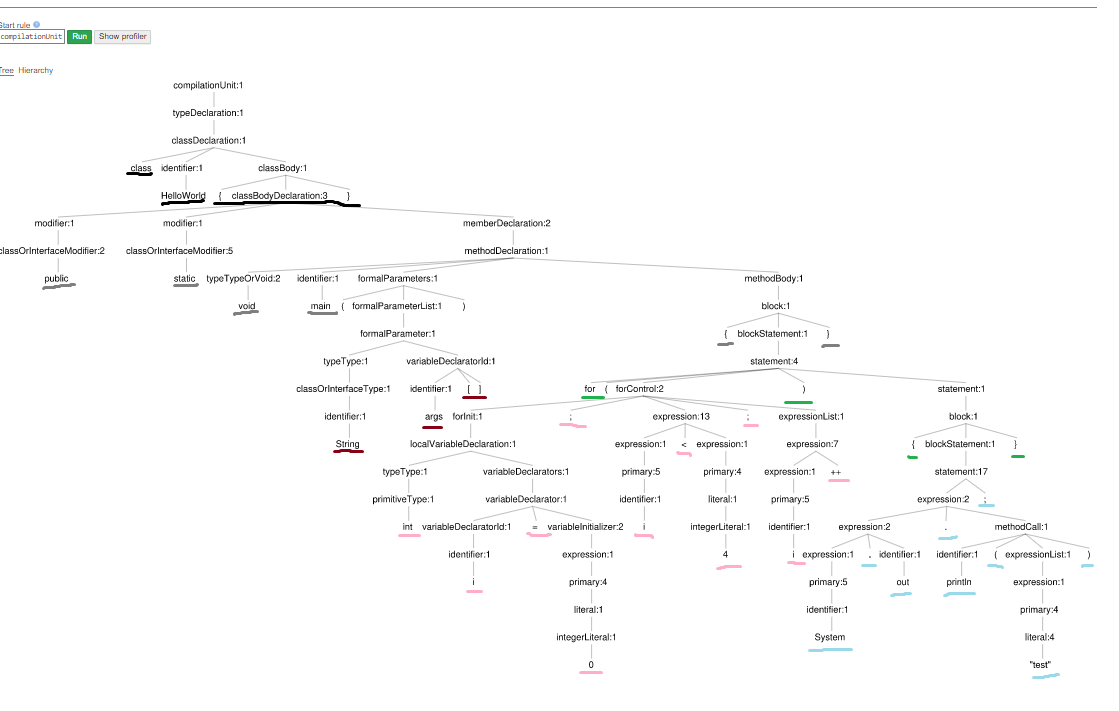 Start rule
compilationUnit Run Show profiler
Tree Hierarchy
compilationUnit:1
typeDeclaration:1
classDeclaration:1
class identifier:1 classBody:1
HelloWorld { classBodyDeclaration:3 }
modifier:1 modifier:1 memberDeclaration:2
classOrInterfaceModifier:2 classOrInterfaceModifier:5 methodDeclaration:1
public static typeTypeOrVoid:2 identifier:1 formalParameters:1 methodBody:1
void main ( formalParameterList:1 ) block:1
formalParameter:1 { blockStatement:1 }
typeType:1 variableDeclaratorId:1 statement:4
classOrInterfaceType:1 identifier:1 [ ] for ( forControl:2 ) statement:1
identifier:1 args forInit:1 ; expression:13 ; expressionList:1 block:1
String localVariableDeclaration:1 expression:1 < expression:1 expression:7 { blockStatement:1 }
typeType:1 variableDeclarators:1 primary:5 primary:4 expression:1 ++ statement:17
primitiveType:1 variableDeclarator:1 identifier:1 literal:1 primary:5 expression:2 ;
int variableDeclaratorId:1 = variableInitializer:2 i integerLiteral:1 identifier:1 expression:2 . methodCall:1
identifier:1 expression:1 4 i expression:1 . identifier:1 identifier:1 ( expressionList:1 )
i primary:4 primary:5 out println expression:1
literal:1 identifier:1 primary:4
integerLiteral:1 System literal:4
0 "test"